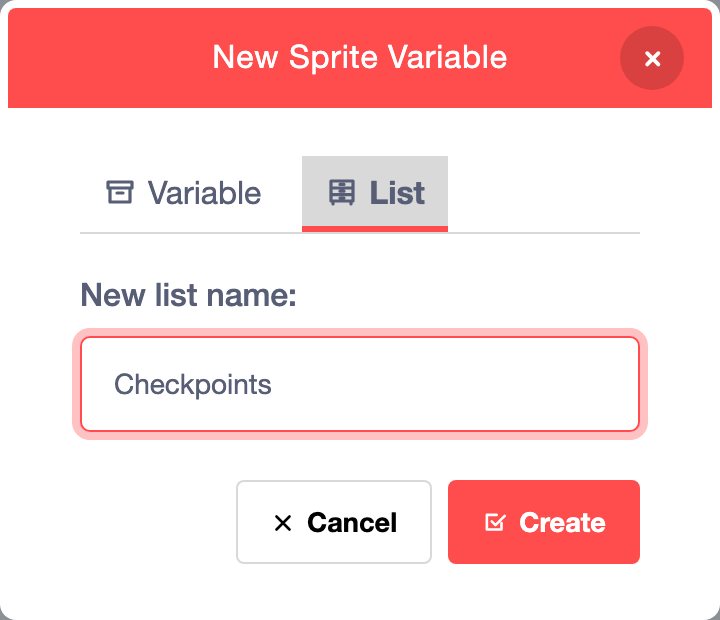 New Sprite Variable
Variable List
New list name:
Checkpoints
Cancel Create